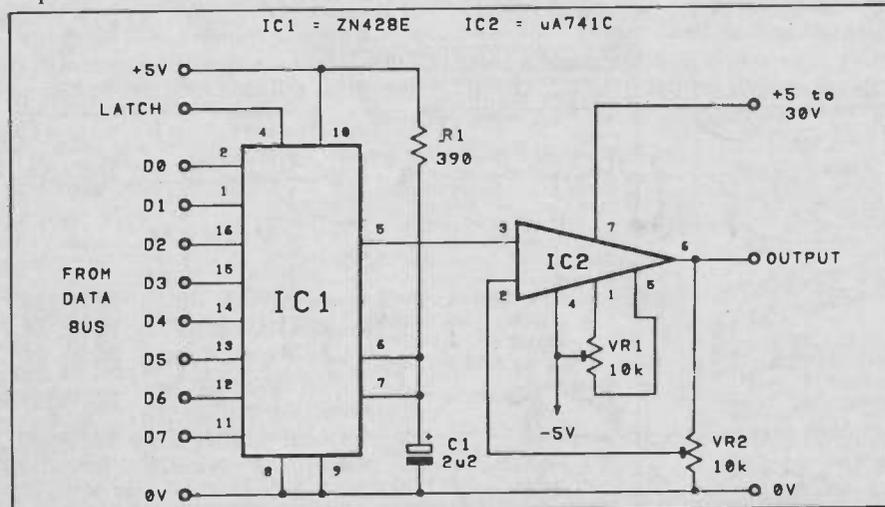 IC1 = ZN428E IC2 = uA741C
+5V
LATCH
4
10
R1
390
+5 to
30V
D0
2
D1
1
D2
16
D3
15
D4
14
D5
13
D6
12
D7
11
FROM
DATA
BUS
IC1
5
6
7
8
9
C1
+
2u2
3
2
IC2
7
6
4
1
5
OUTPUT
VR1
10k
-5V
VR2
10k
0V
0V